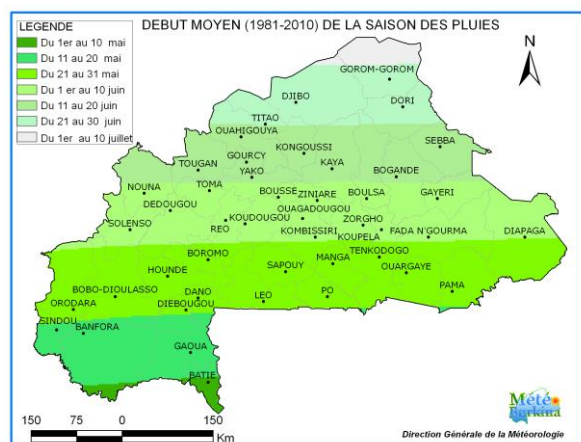 DEBUT MOYEN (1981-2010) DE LA SAISON DES PLUIES
LEGENDE
Du 1er au 10 mai
Du 11 au 20 mai
Du 21 au 31 mai
Du 1 er au 10 juin
Du 11 au 20 juin
Du 21 au 30 juin
Du 1er au 10 juillet
N
GOROM-GOROM
DJIBO
DORI
TITAO
OUAHIGOUYA
SEBBA
KONGOUSSI
GOURCY
KAYA
TOUGAN
YAKO
BOGANDE
TOMA
NOUNA
BOUSSE
ZINIARE
BOULSA
GAYERI
DEDOUGOU
OUAGADOUGOU
KOUDOUGOU
ZORGHO
SOLENSO
REO
KOMBISSIRI
KOUPELA
FADA N'GOURMA
DIAPAGA
BOROMO
TENKODOGO
MANGA
HOUNDE
SAPOUY
OUARGAYE
BOBO-DIOULASSO
DANO
LEO
PO
PAMA
ORODARA
DIEBOUGOU
SINDOU
BANFORA
GAOUA
BATIE
150 75 0 150
Km
Météo
Burkina
Direction Générale de la Météorologie